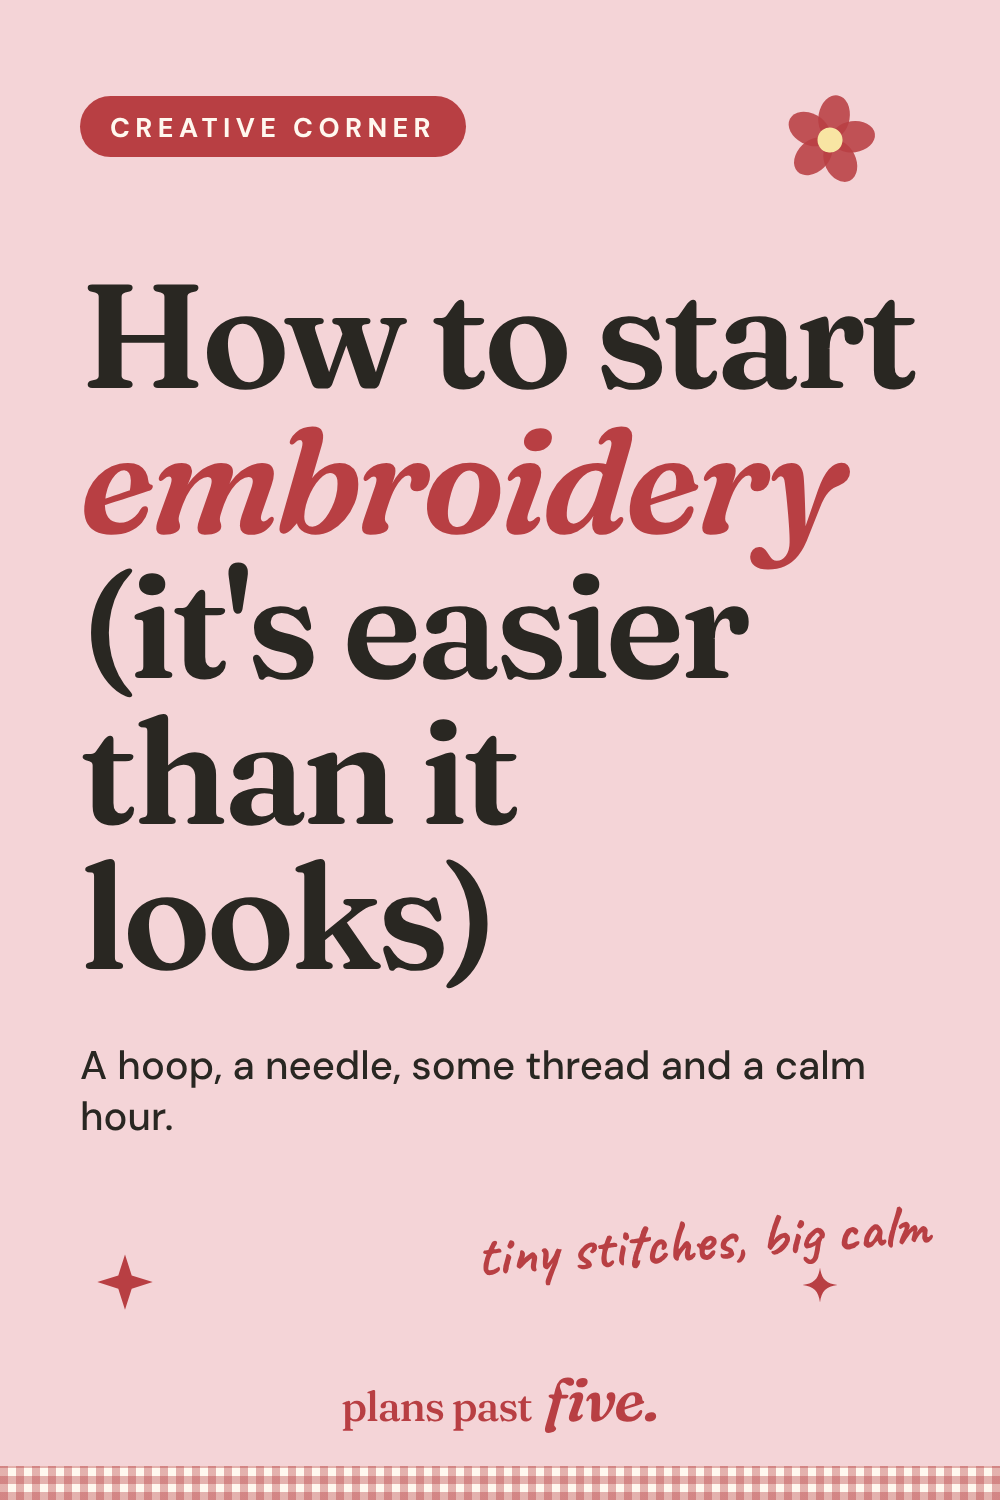 CREATIVE CORNER
How to start
embroidery
(it's easier
than it
looks)
A hoop, a needle, some thread and a calm
hour.
tiny stitches, big calm
plans past five.